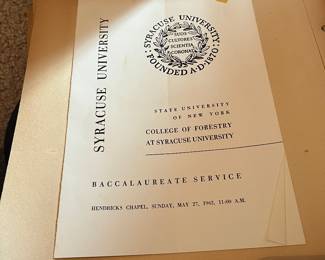 SYRACUSE UNIVERSITY
SYRACUSE UNIVERSITY
FOUNDED A·D·1870
SUOS
CULTORES
SCIENTIA
CORONAT
STATE UNIVERSITY
OF NEW YORK
COLLEGE OF FORESTRY
AT SYRACUSE UNIVERSITY
BACCALAUREATE SERVICE
HENDRICKS CHAPEL, SUNDAY, MAY 27, 1962, 11:00 A.M.